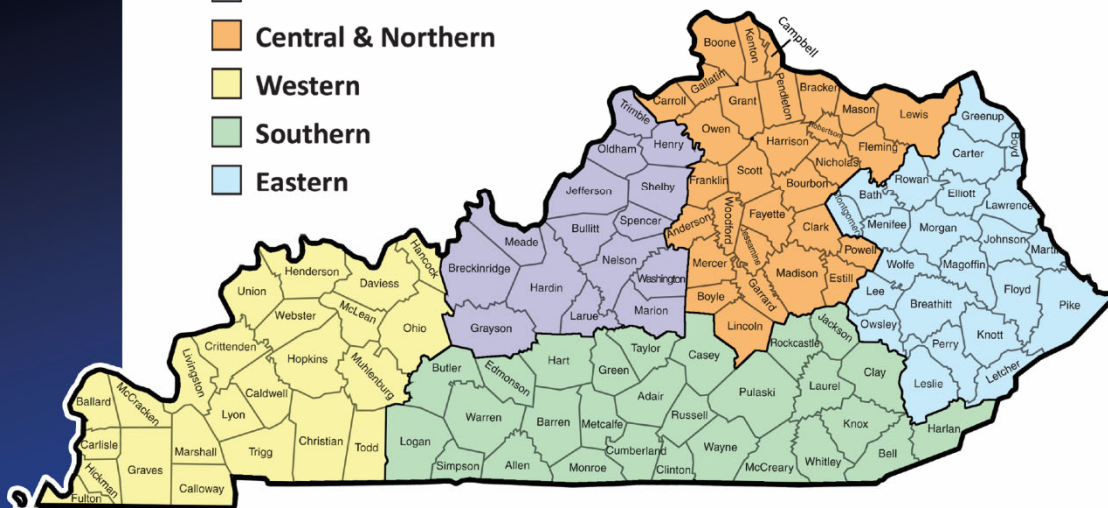 Central & Northern
Western
Southern
Eastern
Campbell
Boone
Kenton
Gallatin
Pendleton
Bracker
Carroll
Grant
Mason
Lewis
Greenup
Trimble
Owen
Robertson
Boyd
Harrison
Fleming
Carter
Oldham
Henry
Nicholas
Rowan
Scott
Elliott
Franklin
Bourbon
Bath
Lawrence
Jefferson
Shelby
Montgomery
Woodford
Fayette
Menifee
Morgan
Spencer
Anderson
Clark
Johnson
Bullitt
Jessamine
Martin
Meade
Powell
Hancock
Nelson
Mercer
Wolfe
Magoffin
Breckinridge
Washington
Madison
Estill
Henderson
Daviess
Hardin
Garrard
Lee
Floyd
Union
Boyle
Breathitt
Pike
McLean
Larue
Marion
Webster
Ohio
Grayson
Lincoln
Owsley
Jackson
Knott
Crittenden
Rockcastle
Perry
Hopkins
Taylor
Casey
Livingston
Muhlenburg
Butler
Edmonson
Hart
Green
Clay
Letcher
Laurel
Leslie
McCracken
Caldwell
Adair
Pulaski
Ballard
Lyon
Warren
Russell
Barren
Metcalfe
Knox
Harlan
Carlisle
Marshall
Christian
Todd
Logan
Wayne
Graves
Trigg
Cumberland
Bell
Whitley
Hickman
Simpson
Allen
Monroe
Clinton
McCreary
Calloway
Fulton